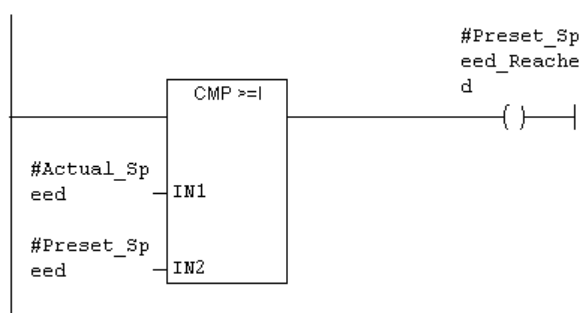 #Preset_Sp
eed_Reache
d
CMP >=I
#Actual_Sp
eed
IN1
#Preset_Sp
eed
IN2